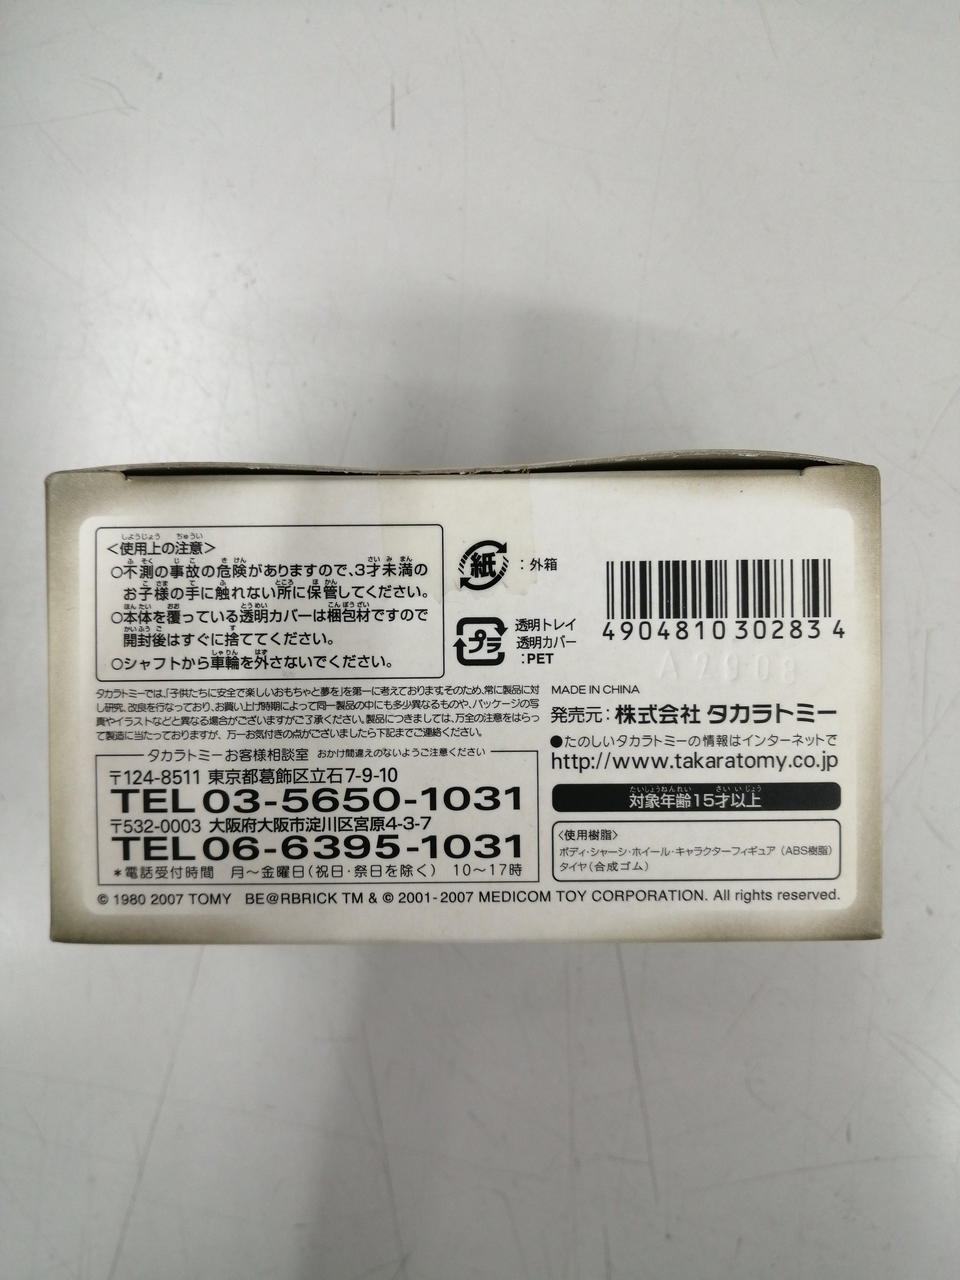 <使用上の注意>
○不測の事故の危険がありますので、3才未満の
お子様の手に触れない所に保管してください。
○本体を覆っている透明カバーは梱包材ですので
開封後はすぐに捨ててください。
○シャフトから車輪を外さないでください。
紙
:外箱
プラ
透明トレイ
透明カバー
:PET
4904810302834
A2908
タカラトミーでは、「子供たちに安全で楽しいおもちゃと夢を」を第一に考えております。そのため、常に製品に対
し研究、改良を行なっており、お買い上げ時期によって同一製品の中にも多少異なるものや、パッケージの写
真やイラストなどと異なる場合がございますがご了承ください。製品につきましては、万全の注意をはらっ
て製造に当たっておりますが、万一お気付きの点がございましたら下記までご連絡ください。
タカラトミーお客様相談室 おかけ間違えのないようご注意ください
〒124-8511 東京都葛飾区立石7-9-10
TEL 03-5650-1031
〒532-0003 大阪府大阪市淀川区宮原4-3-7
TEL 06-6395-1031
*電話受付時間 月〜金曜日(祝日・祭日を除く) 10〜17時
MADE IN CHINA
発売元:株式会社 タカラトミー
●たのしいタカラトミーの情報はインターネットで
http://www.takaratomy.co.jp
対象年齢15才以上
<使用樹脂>
ボディ・シャーシ・ホイール・キャラクターフィギュア(ABS樹脂)
タイヤ(合成ゴム)
© 1980 2007 TOMY BE@RBRICK TM & © 2001-2007 MEDICOM TOY CORPORATION. All rights reserved.